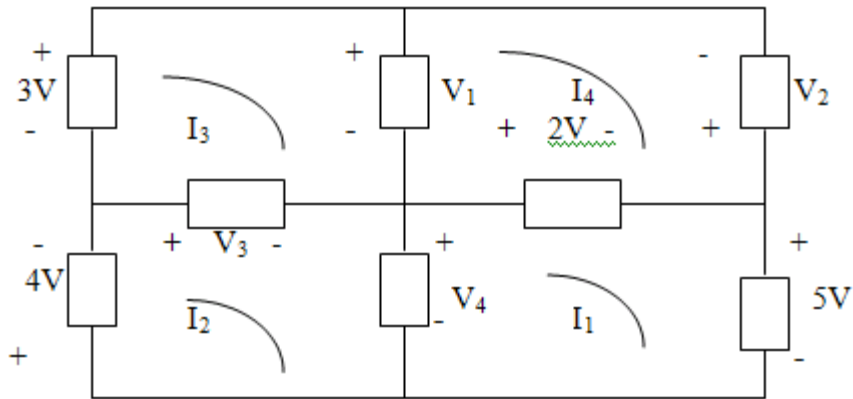 + + -
3V V₁ I₄ V₂
- I₃ - + 2V - +
- + V₃ - + +
4V I₂ V₄ I₁ 5V
+ - -